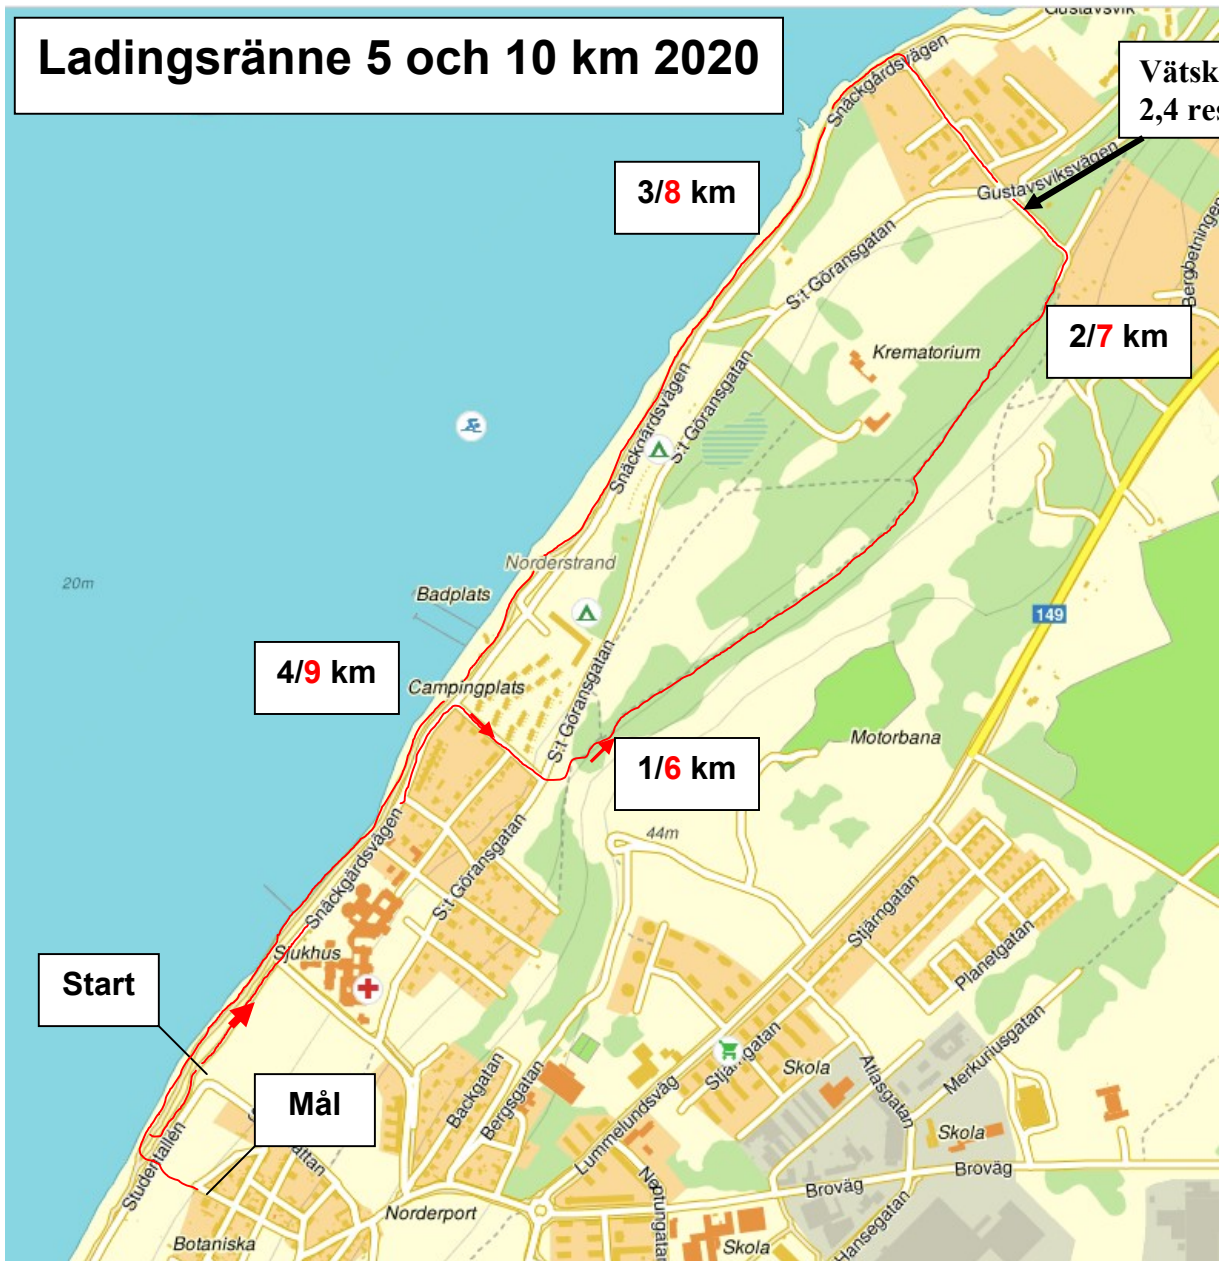 Ladingsränne 5 och 10 km 2020
Gustavsvik
Snäckgärdsvägen
2,4
3/8 km
Gustavsviksvägen
Bergbetningen
S:t Göransgatan
2/7 km
Krematorium
S:t Göransgatan
Snäckgärdsvägen
Norderstrand
20m
Badplats
149
4/9 km
Campingplats
S:t Göransgatan
1/6 km
Motorbana
44m
Snäckgärdsvägen
S:t Göransgatan
Stjärngatan
Planetgatan
Sjukhus
Start
Merkuriusgatan
Stjärngatan
Skola
Atlasgatan
Backgatan
Bergsgatan
Mål
Lummelundsväg
Skola
Studentallén
Broväg
Broväg
Neptungatan
Norderport
Hansegatan
Botaniska
Skola